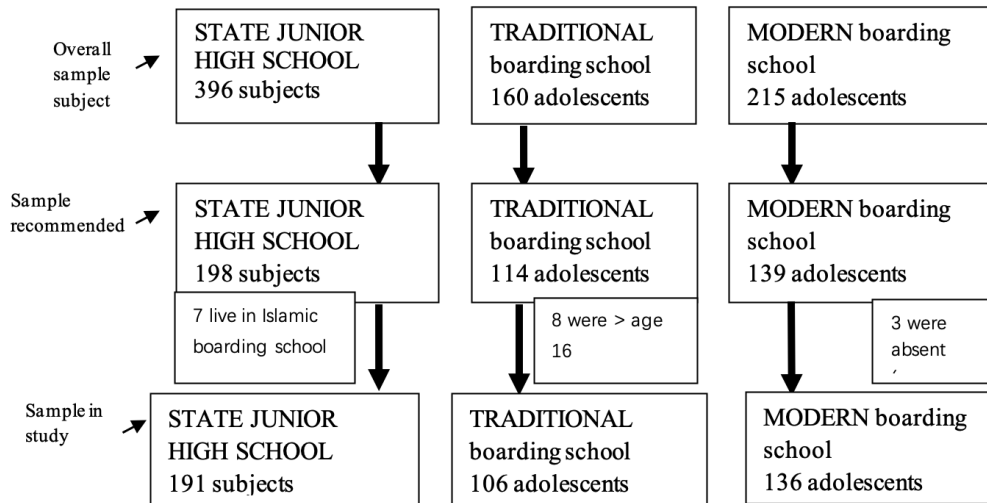 Overall
sample
subject
STATE JUNIOR
HIGH SCHOOL
396 subjects
TRADITIONAL
boarding school
160 adolescents
MODERN boarding
school
215 adolescents
Sample
recommended
STATE JUNIOR
HIGH SCHOOL
198 subjects
TRADITIONAL
boarding school
114 adolescents
MODERN boarding
school
139 adolescents
7 live in Islamic
boarding school
8 were > age
16
3 were
absent
Sample in
study
STATE JUNIOR
HIGH SCHOOL
191 subjects
TRADITIONAL
boarding school
106 adolescents
MODERN boarding
school
136 adolescents